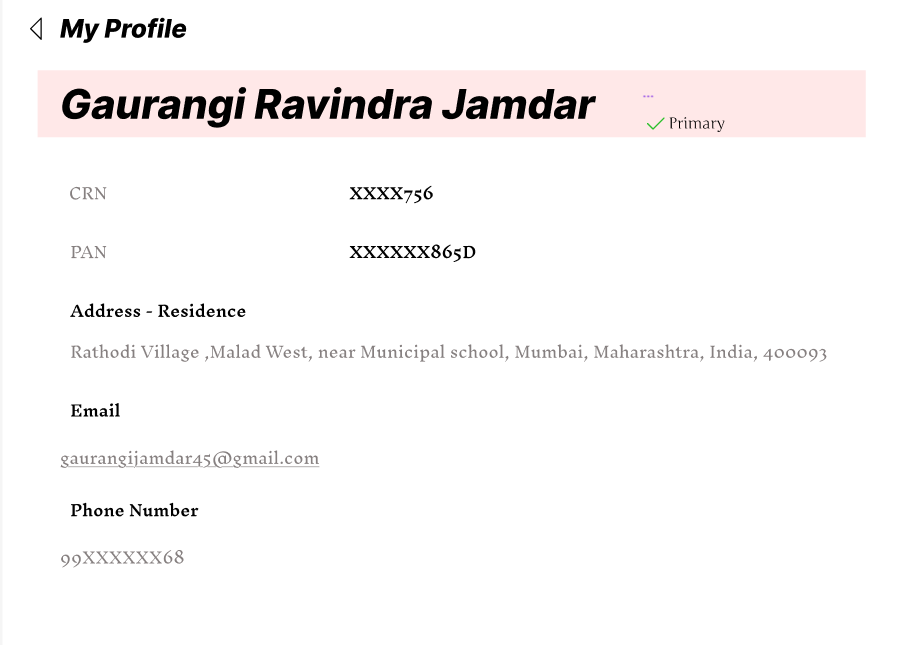 My Profile
Gaurangi Ravindra Jamdar
...
Primary
CRN XXXX756
PAN XXXXXX865D
Address - Residence
Rathodi Village ,Malad West, near Municipal school, Mumbai, Maharashtra, India, 400093
Email
gaurangijamdar45@gmail.com
Phone Number
99XXXXXX68